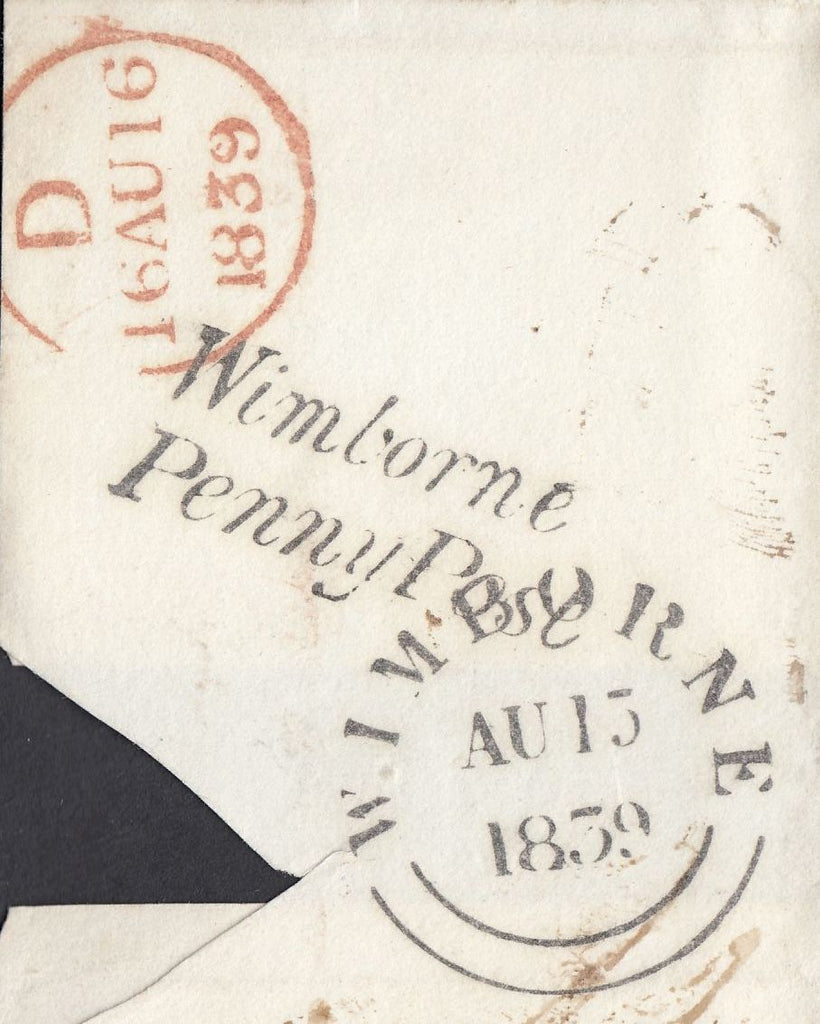 D
16AU16
1839
Wimborne
Penny Post
WIMBORNE
AU 15
1839